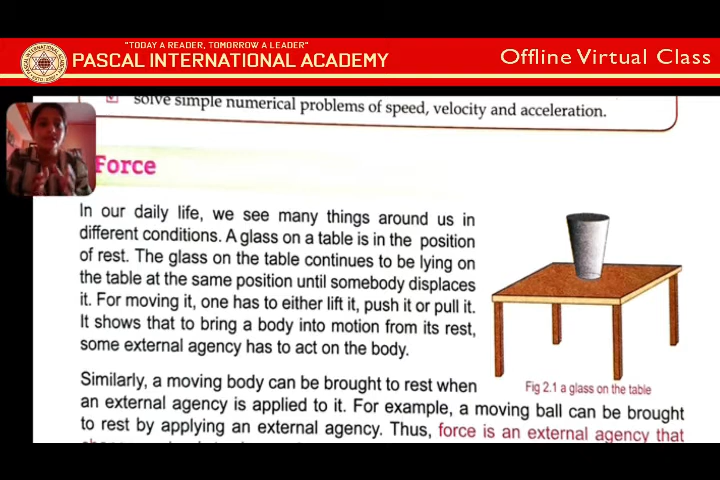 "TODAY A READER, TOMORROW A LEADER"
PASCAL INTERNATIONAL ACADEMY
Offline Virtual Class
solve simple numerical problems of speed, velocity and acceleration.
Force
In our daily life, we see many things around us in
different conditions. A glass on a table is in the position
of rest. The glass on the table continues to be lying on
the table at the same position until somebody displaces
it. For moving it, one has to either lift it, push it or pull it.
It shows that to bring a body into motion from its rest,
some external agency has to act on the body.
Fig 2.1 a glass on the table
Similarly, a moving body can be brought to rest when
an external agency is applied to it. For example, a moving ball can be brought
to rest by applying an external agency. Thus, force is an external agency that